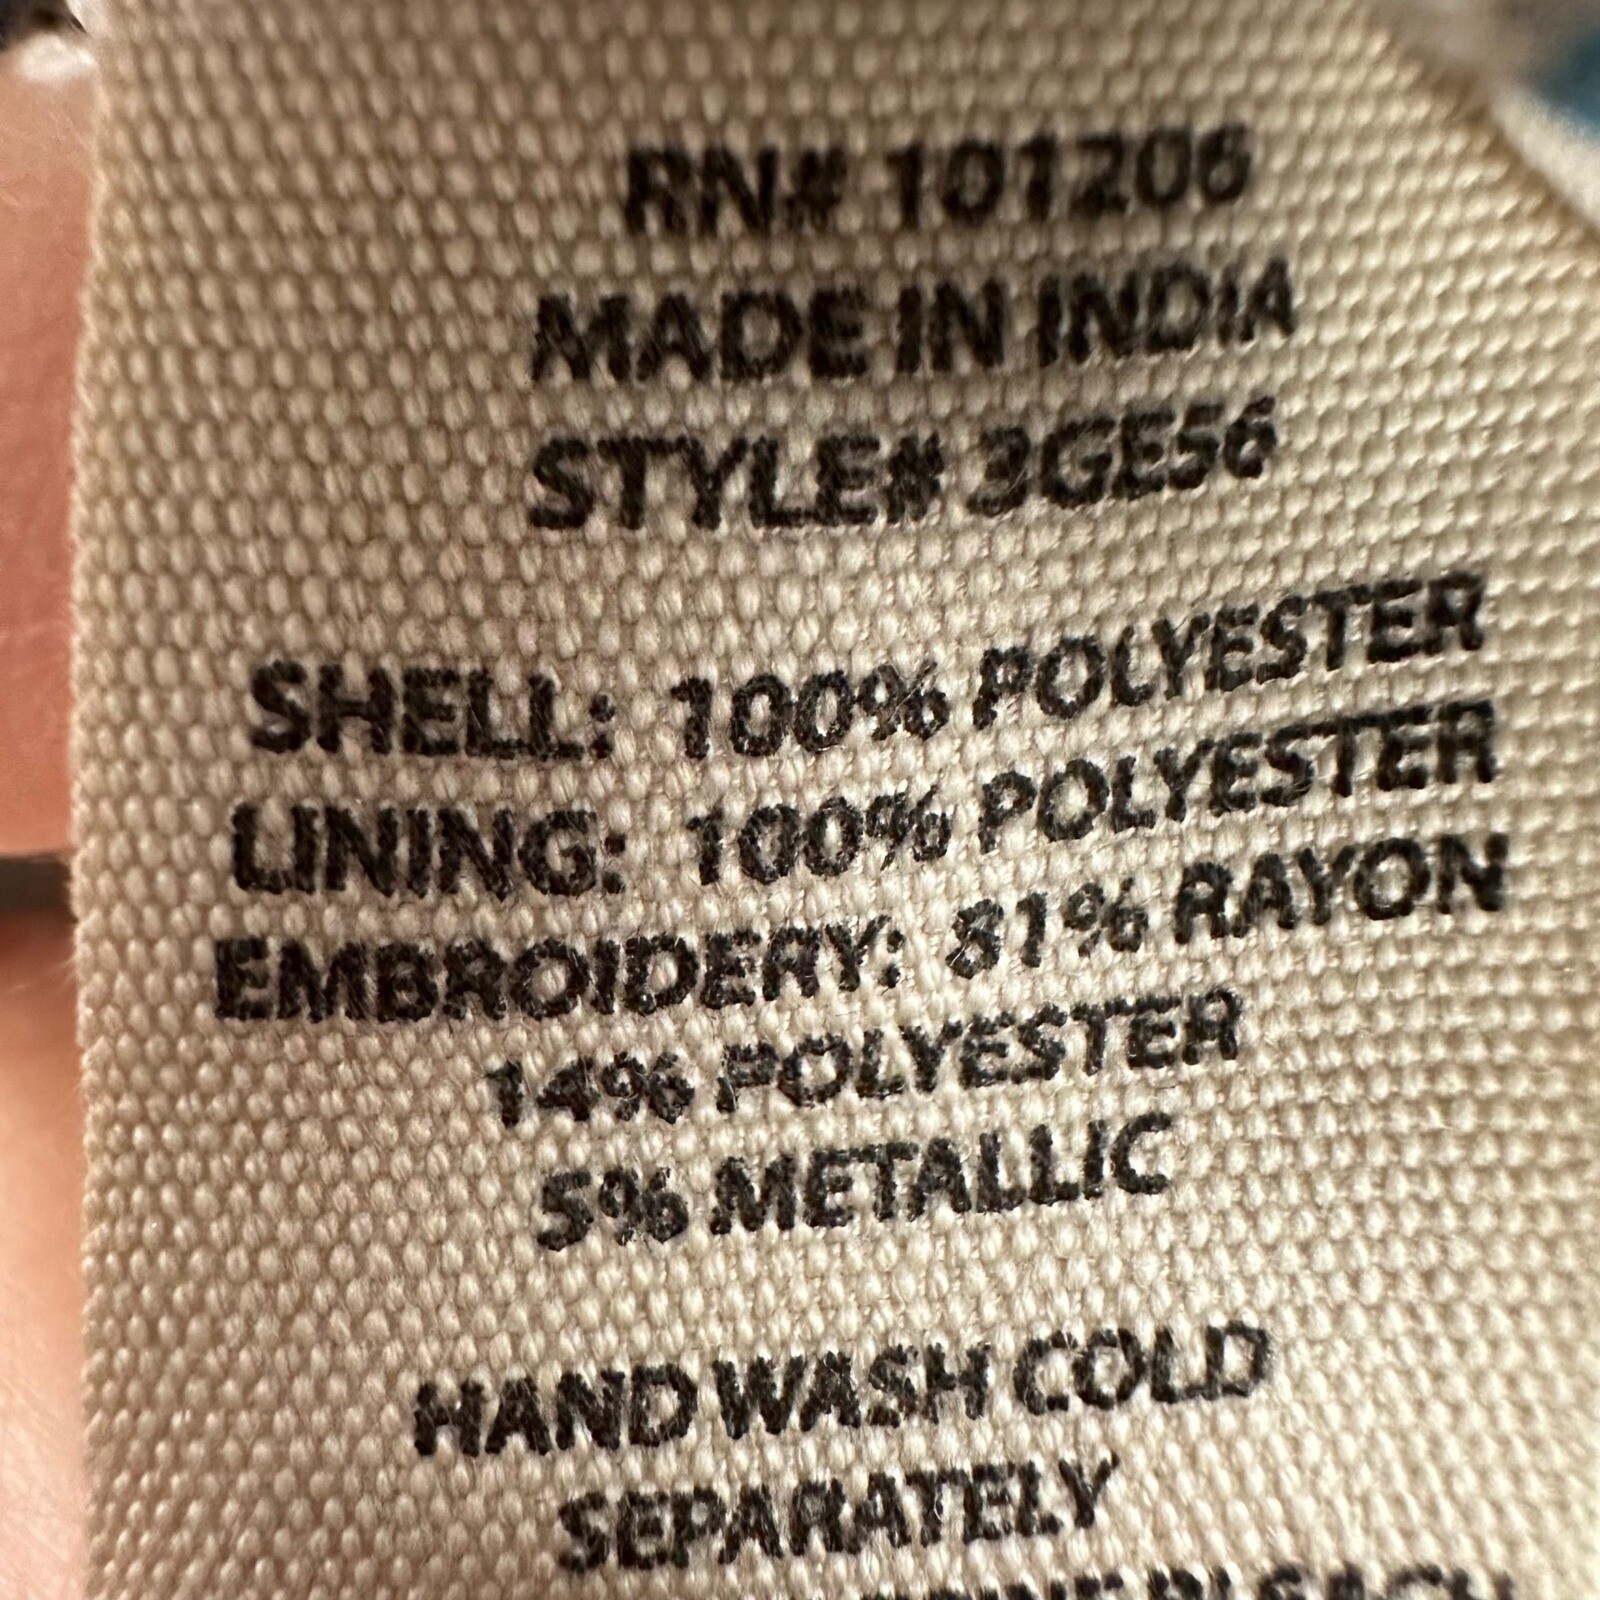 RN# 101206
MADE IN INDIA
STYLE# 3GE56
SHELL: 100% POLYESTER
LINING: 100% POLYESTER
EMBROIDERY: 81% RAYON
14% POLYESTER
5% METALLIC
HAND WASH COLD
SEPARATELY
BLEACH